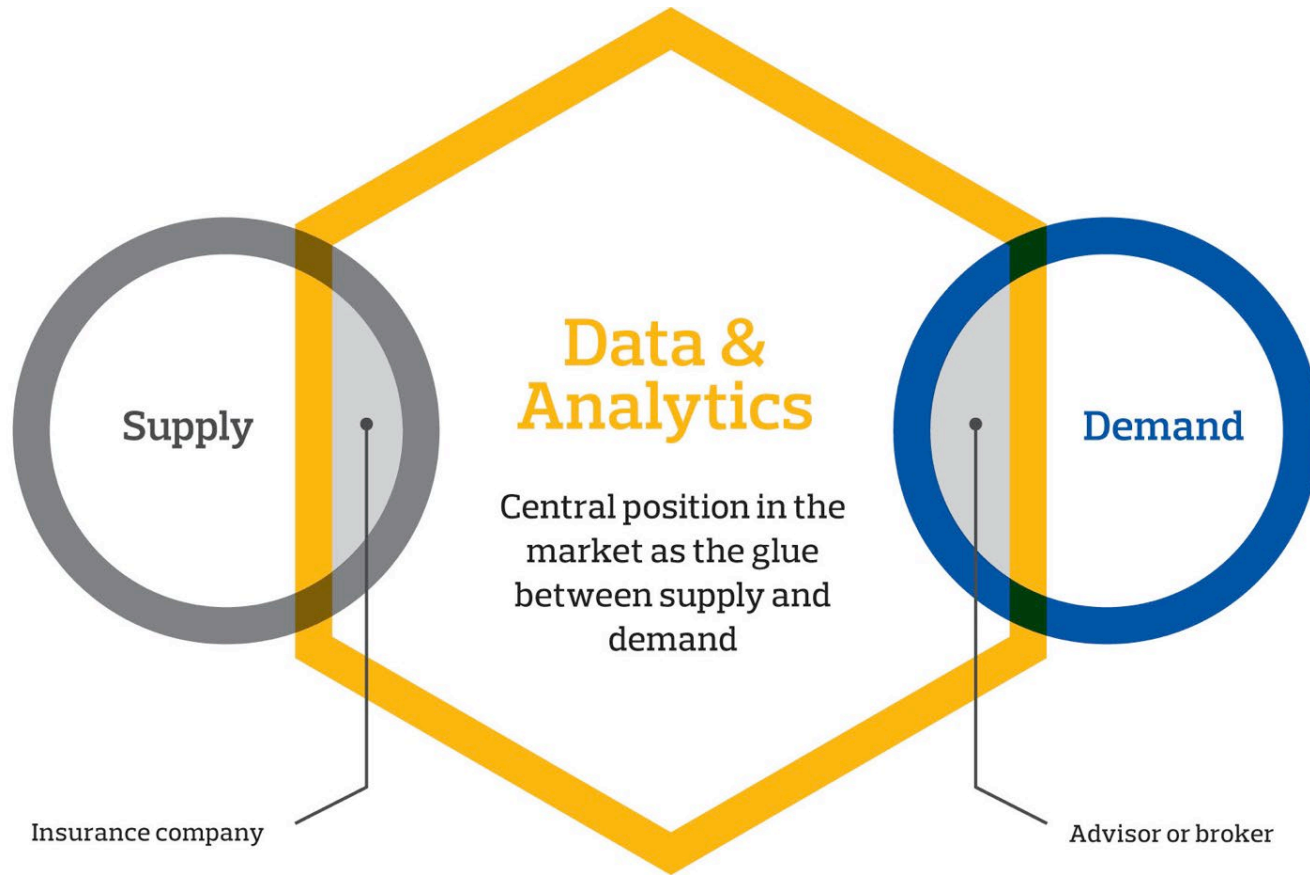 Data &
Analytics
Supply
Demand
Central position in the
market as the glue
between supply and
demand
Insurance company
Advisor or broker